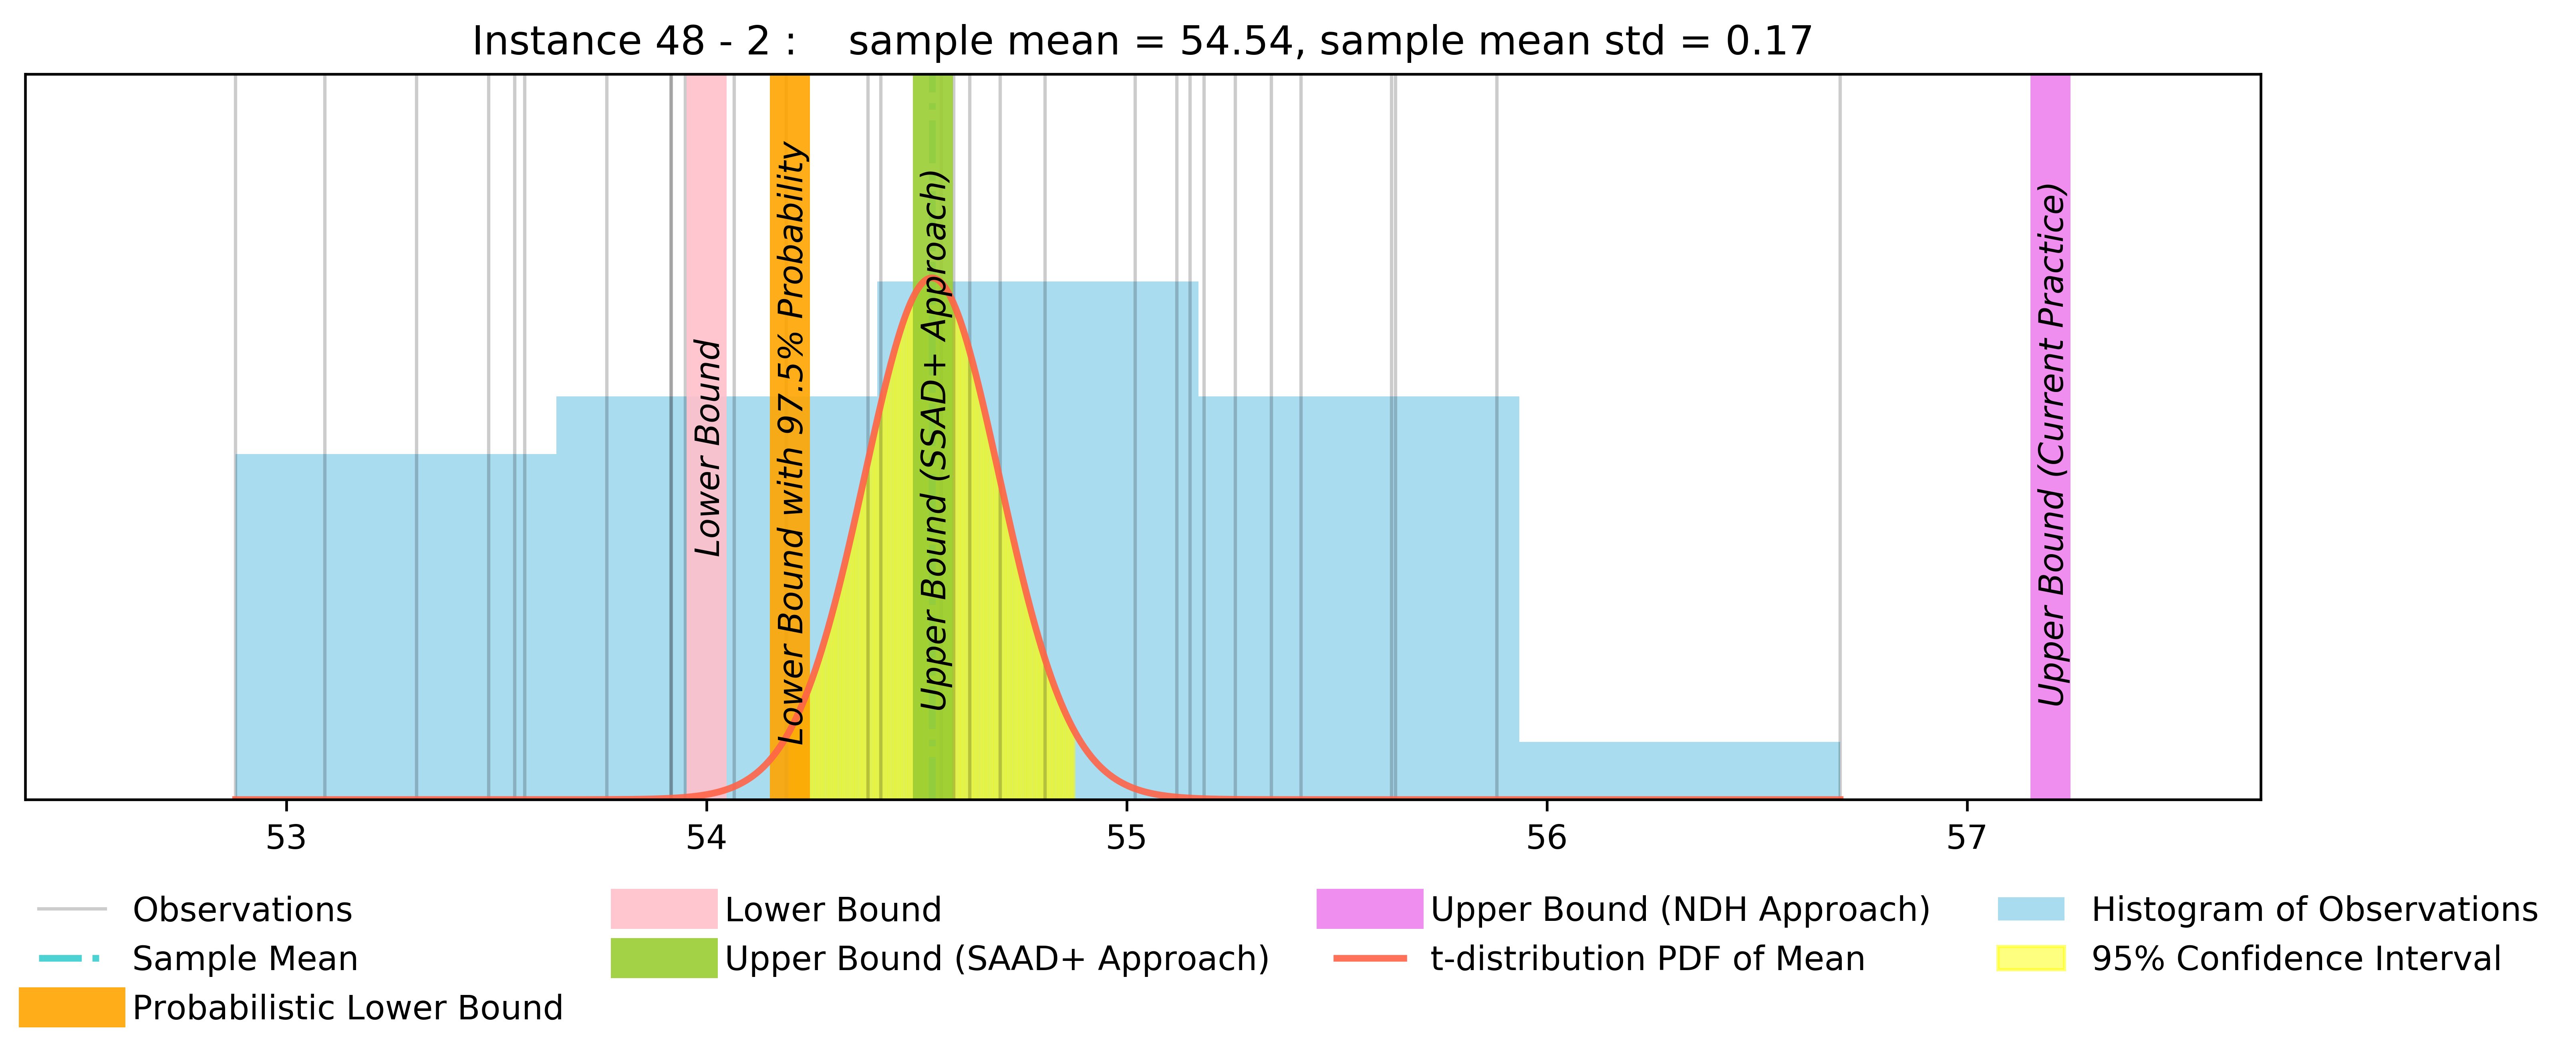 Instance 48 - 2 :    sample mean = 54.54, sample mean std = 0.17
Lower Bound
Lower Bound with 97.5% Probability
Upper Bound (SSAD+ Approach)
Upper Bound (Current Practice)
53
54
55
56
57
Observations
Sample Mean
Probabilistic Lower Bound
Lower Bound
Upper Bound (SAAD+ Approach)
Upper Bound (NDH Approach)
t-distribution PDF of Mean
Histogram of Observations
95% Confidence Interval